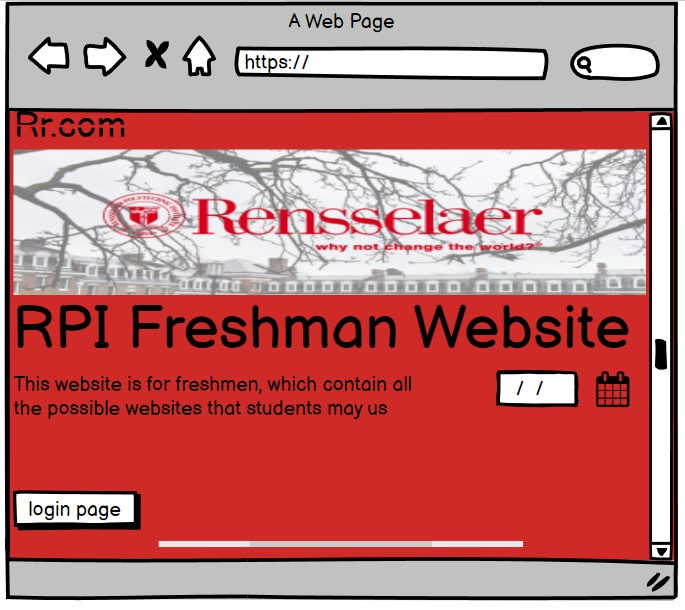 A Web Page
https://
Rr.com
Rensselaer
why not change the world?®
RPI Freshman Website
This website is for freshmen, which contain all
the possible websites that students may us
/ /
login page